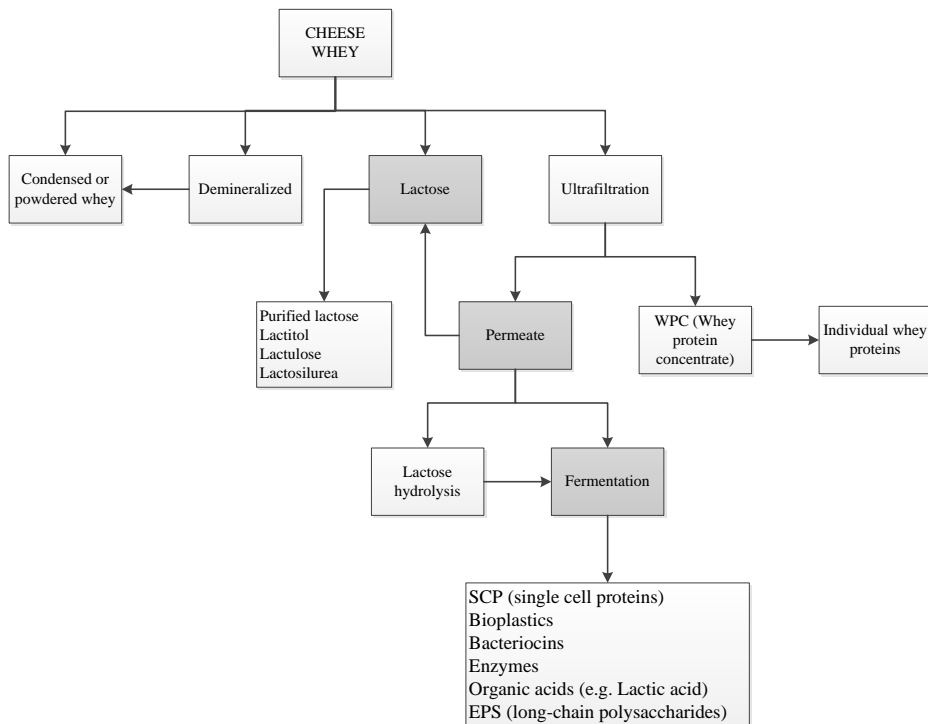 CHEESE
WHEY
Condensed or
powdered whey
Demineralized
Lactose
Ultrafiltration
Purified lactose
Lactitol
Lactulose
Lactosilurea
Permeate
WPC (Whey
protein
concentrate)
Individual whey
proteins
Lactose
hydrolysis
Fermentation
SCP (single cell proteins)
Bioplastics
Bacteriocins
Enzymes
Organic acids (e.g. Lactic acid)
EPS (long-chain polysaccharides)